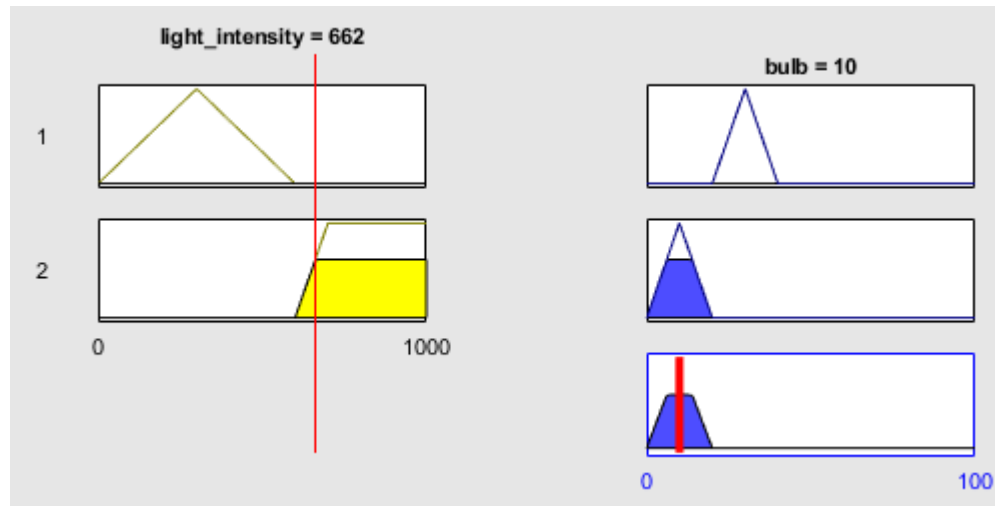 light_intensity = 662
bulb = 10
1
2
0 1000
0 100